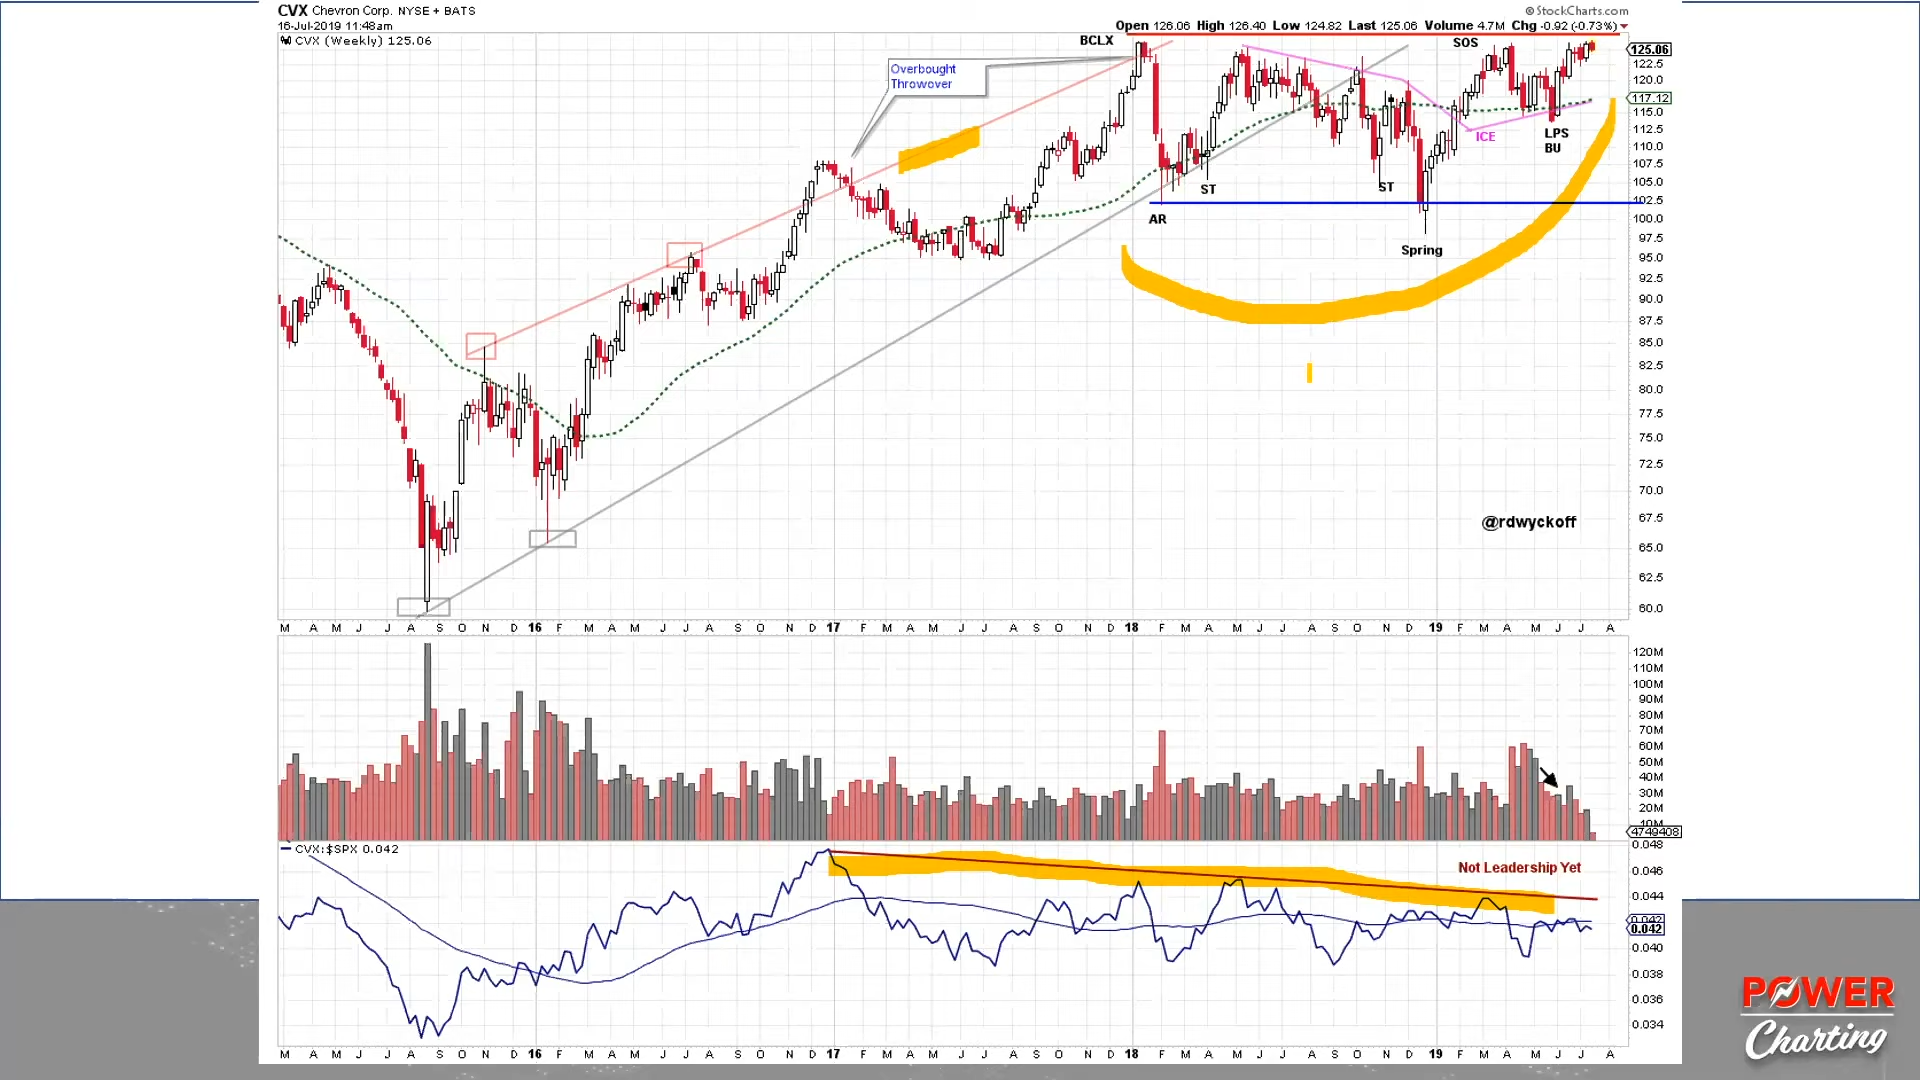 CVX Chevron Corp. NYSE + BATS
© StockCharts.com
16-Jul-2019 11:48am
Open 126.06 High 126.40 Low 124.82 Last 125.06 Volume 4.7M Chg -0.92 (-0.73%)
CVX (Weekly) 125.06
BCLX
SOS
Overbought
Throwover
ICE
LPS
BU
ST
ST
AR
Spring
@rdwyckoff
125.06
122.5
120.0
117.12
115.0
112.5
110.0
107.5
105.0
102.5
100.0
97.5
95.0
92.5
90.0
87.5
85.0
82.5
80.0
77.5
75.0
72.5
70.0
67.5
65.0
62.5
60.0
M A M J J A S O N D 16 F M A M J J A S O N D 17 F M A M J J A S O N D 18 F M A M J J A S O N D 19 F M A M J J A
120M
110M
100M
90M
80M
70M
60M
50M
40M
30M
20M
10M
4749408
CVX:$SPX 0.042
Not Leadership Yet
0.048
0.046
0.044
0.042
0.042
0.040
0.038
0.036
0.034
M A M J J A S O N D 16 F M A M J J A S O N D 17 F M A M J J A S O N D 18 F M A M J J A S O N D 19 F M A M J J A
POWER
Charting